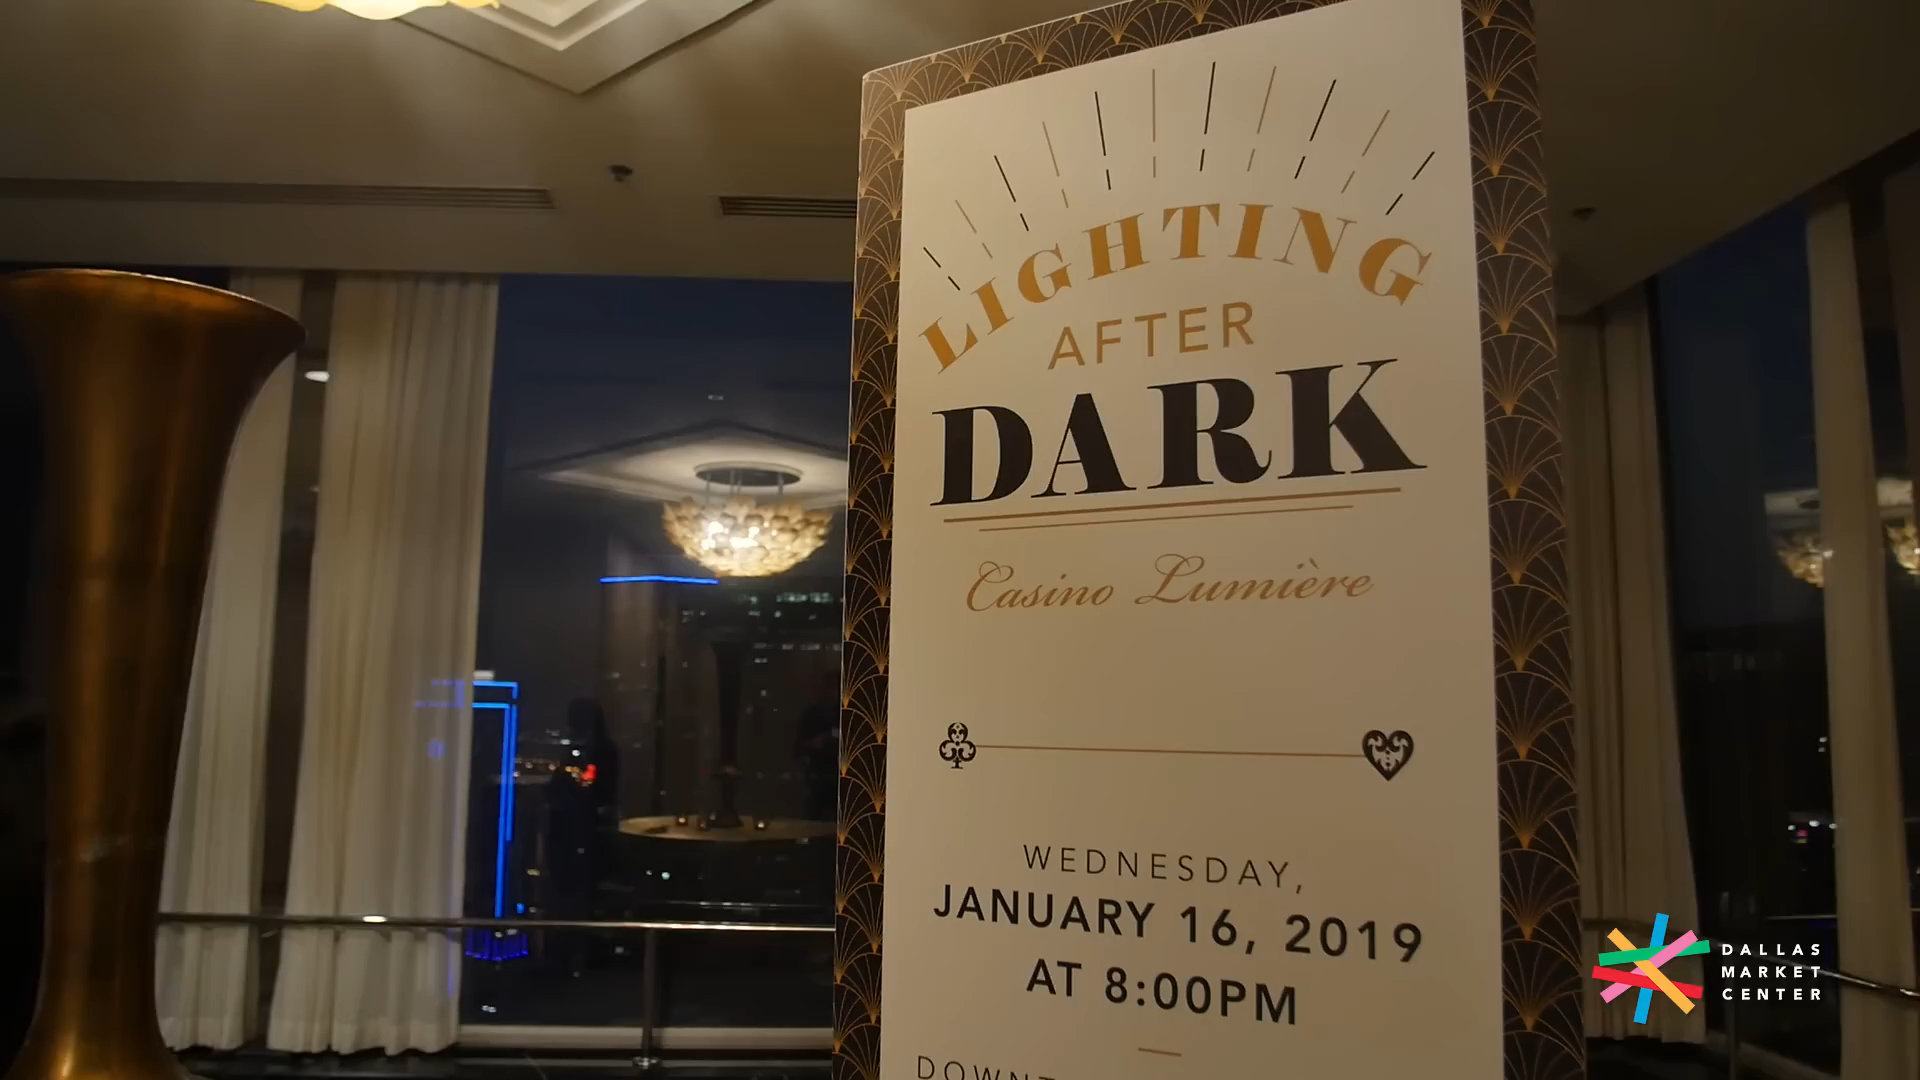 LIGHTING
AFTER
DARK
Casino Lumière
WEDNESDAY,
JANUARY 16, 2019
AT 8:00PM
DALLAS
MARKET
CENTER